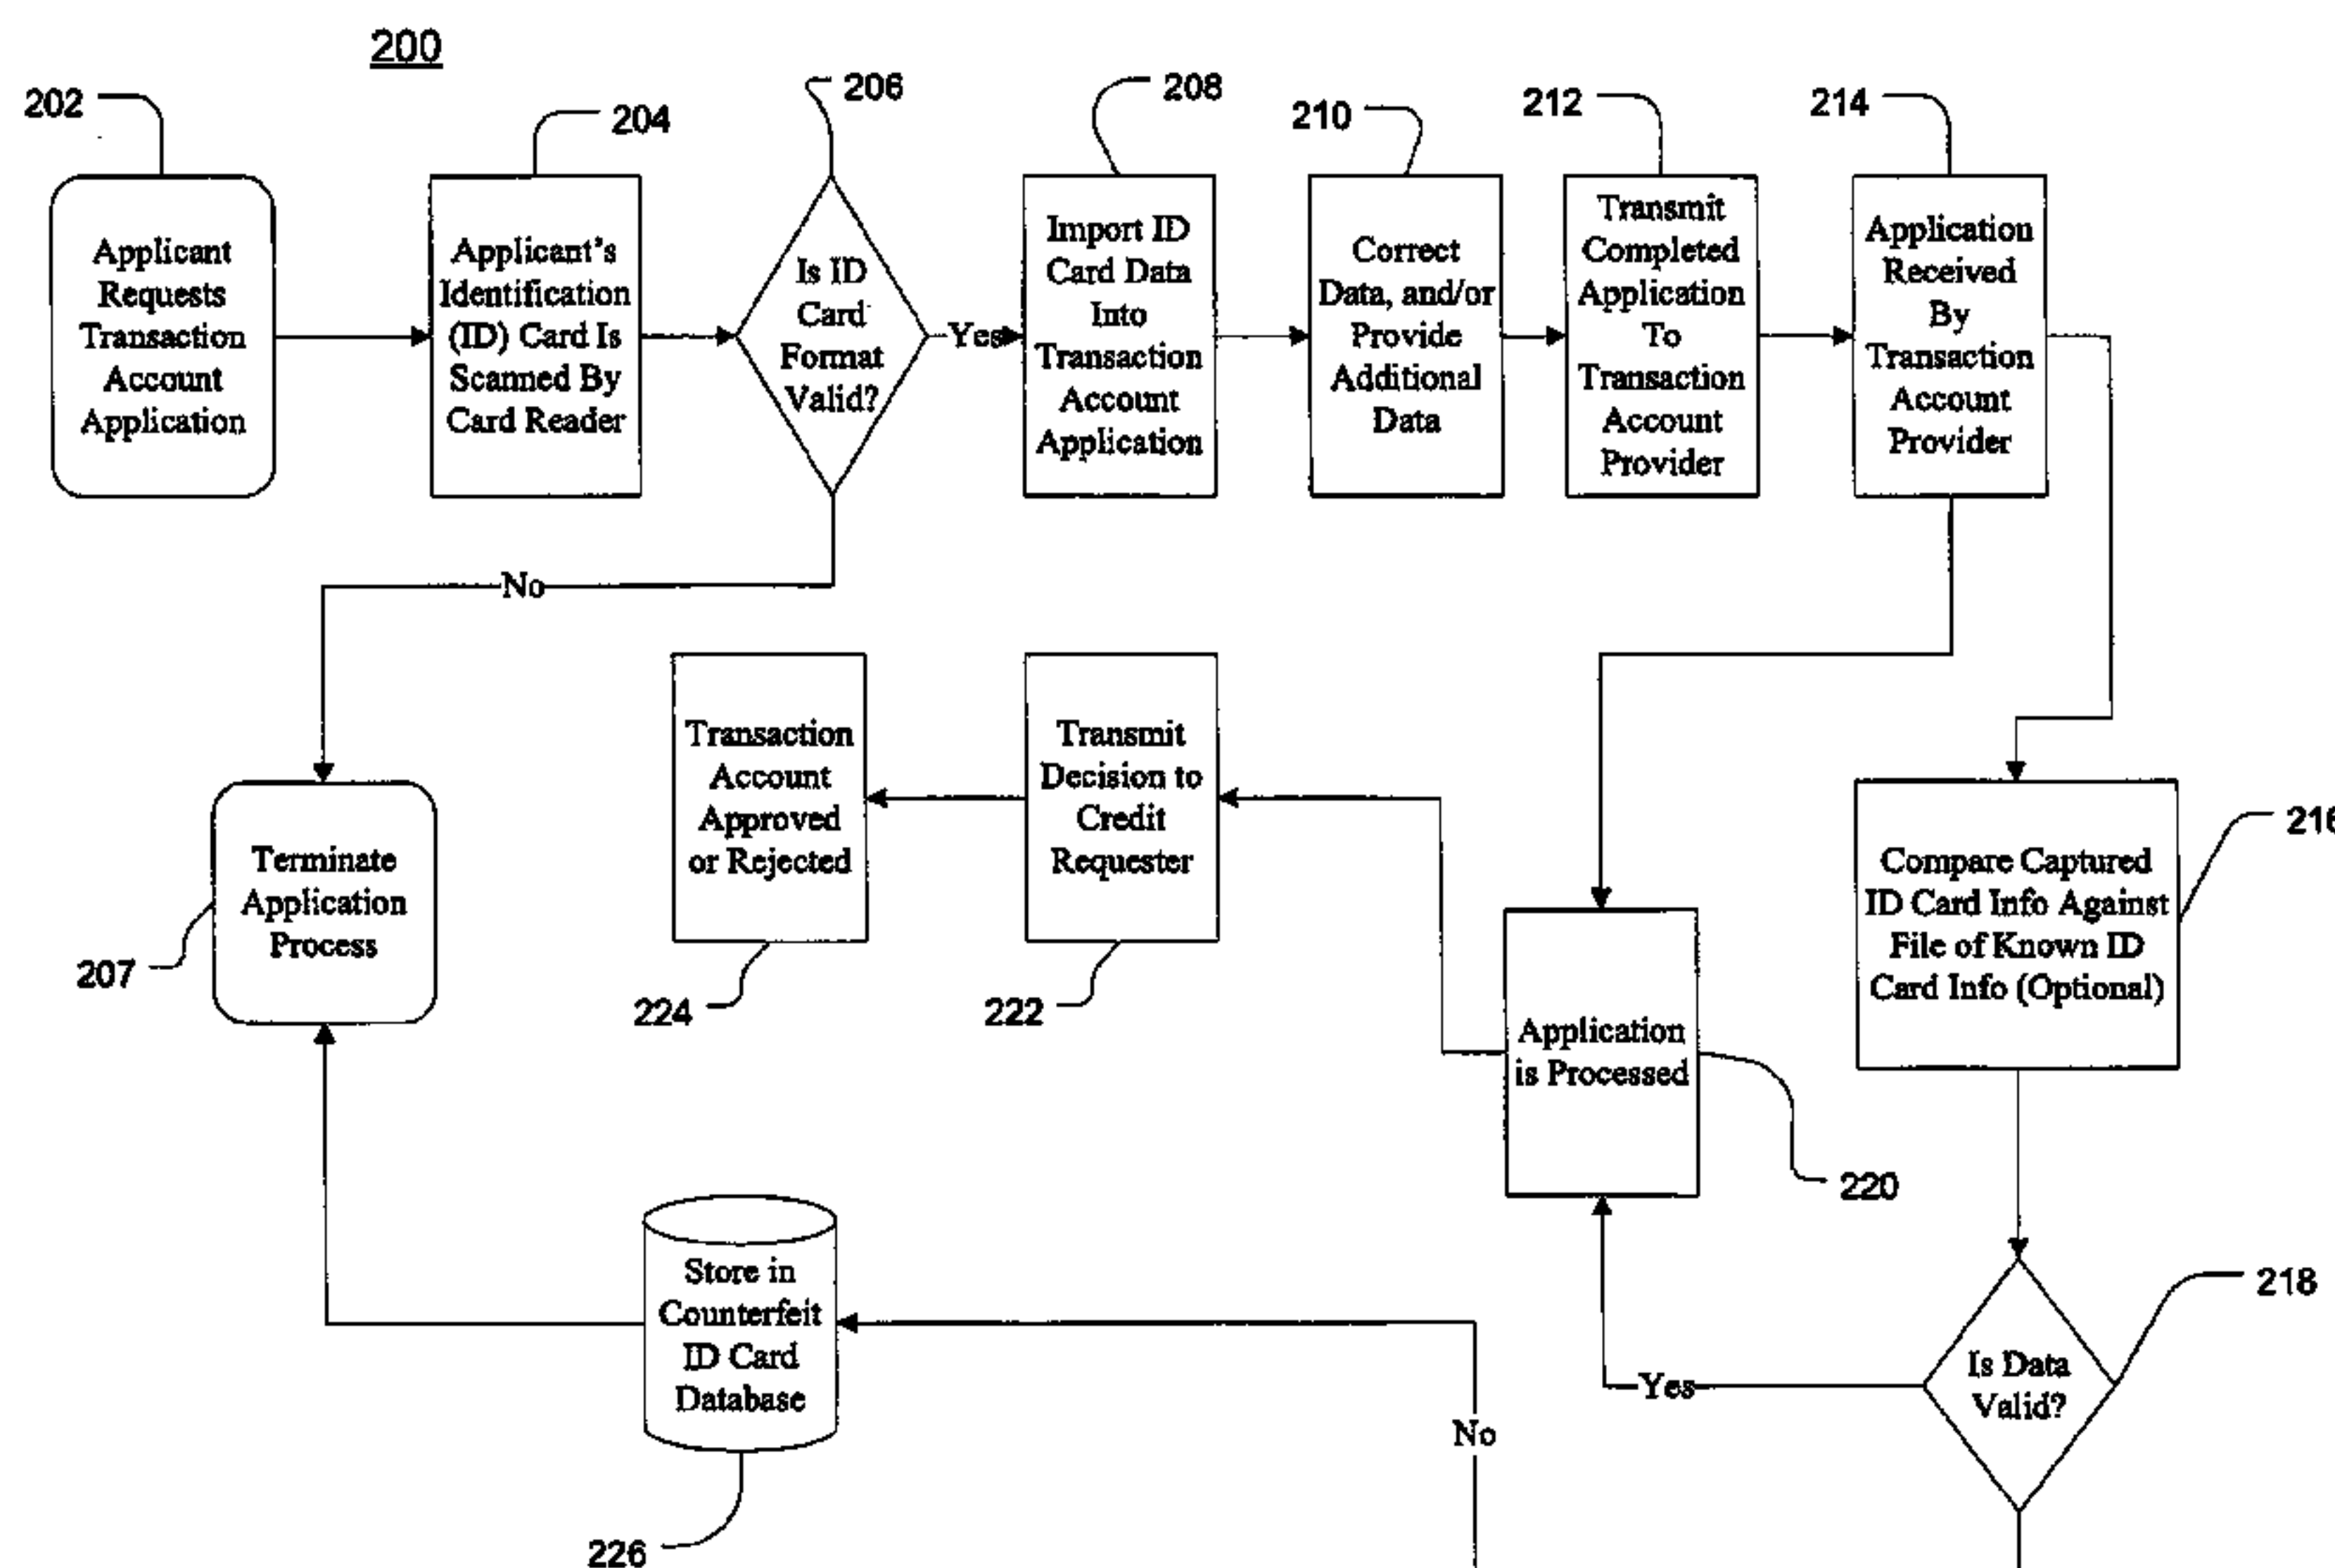 200
202
204
206
208
210
212
214
Applicant
Requests
Transaction
Account
Application
Applicant's
Identification
(ID) Card Is
Scanned By
Card Reader
Is ID
Card
Format
Valid?
Yes
Import ID
Card Data
Into
Transaction
Account
Application
Correct
Data, and/or
Provide
Additional
Data
Transmit
Completed
Application
To
Transaction
Account
Provider
Application
Received
By
Transaction
Account
Provider
No
Terminate
Application
Process
207
Transaction
Account
Approved
or Rejected
224
Transmit
Decision to
Credit
Requester
222
Application
is Processed
220
Compare Captured
ID Card Info Against
File of Known ID
Card Info (Optional)
216
Store in
Counterfeit
ID Card
Database
226
No
Yes
Is Data
Valid?
218